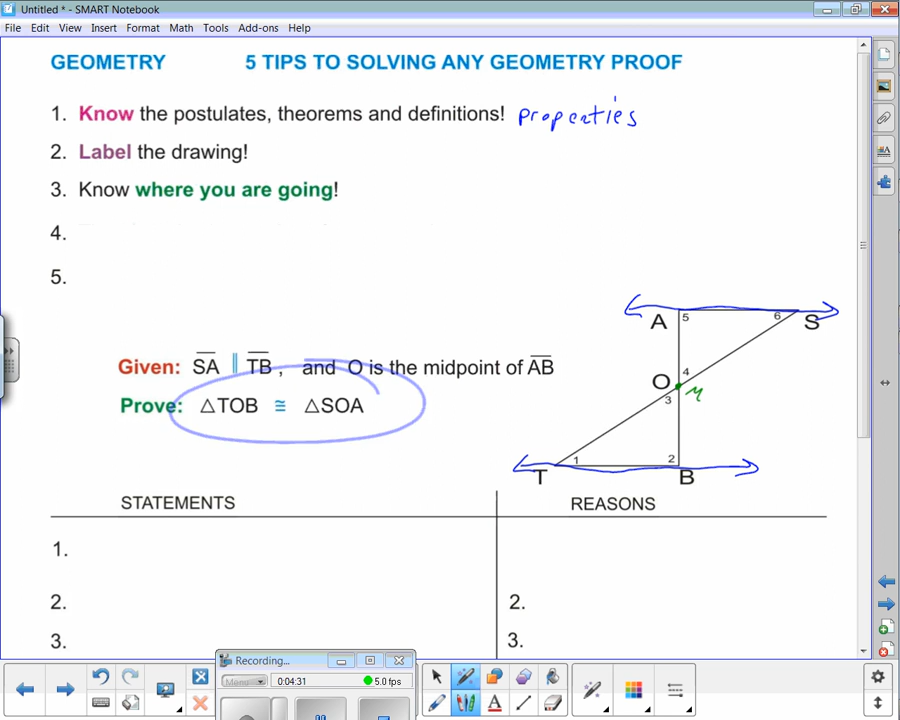 Untitled * - SMART Notebook
File Edit View Insert Format Math Tools Add-ons Help
GEOMETRY 5 TIPS TO SOLVING ANY GEOMETRY PROOF
1. Know the postulates, theorems and definitions! properties
2. Label the drawing!
3. Know where you are going!
4.
5.
A 5 6 S
Given: SA || TB , and O is the midpoint of AB
O 4 M
3
Prove: △TOB ≅ △SOA
1 2
T B
STATEMENTS REASONS
1.
2. 2.
3. 3.
Recording...
Menu 0:04:31 5.0 fps